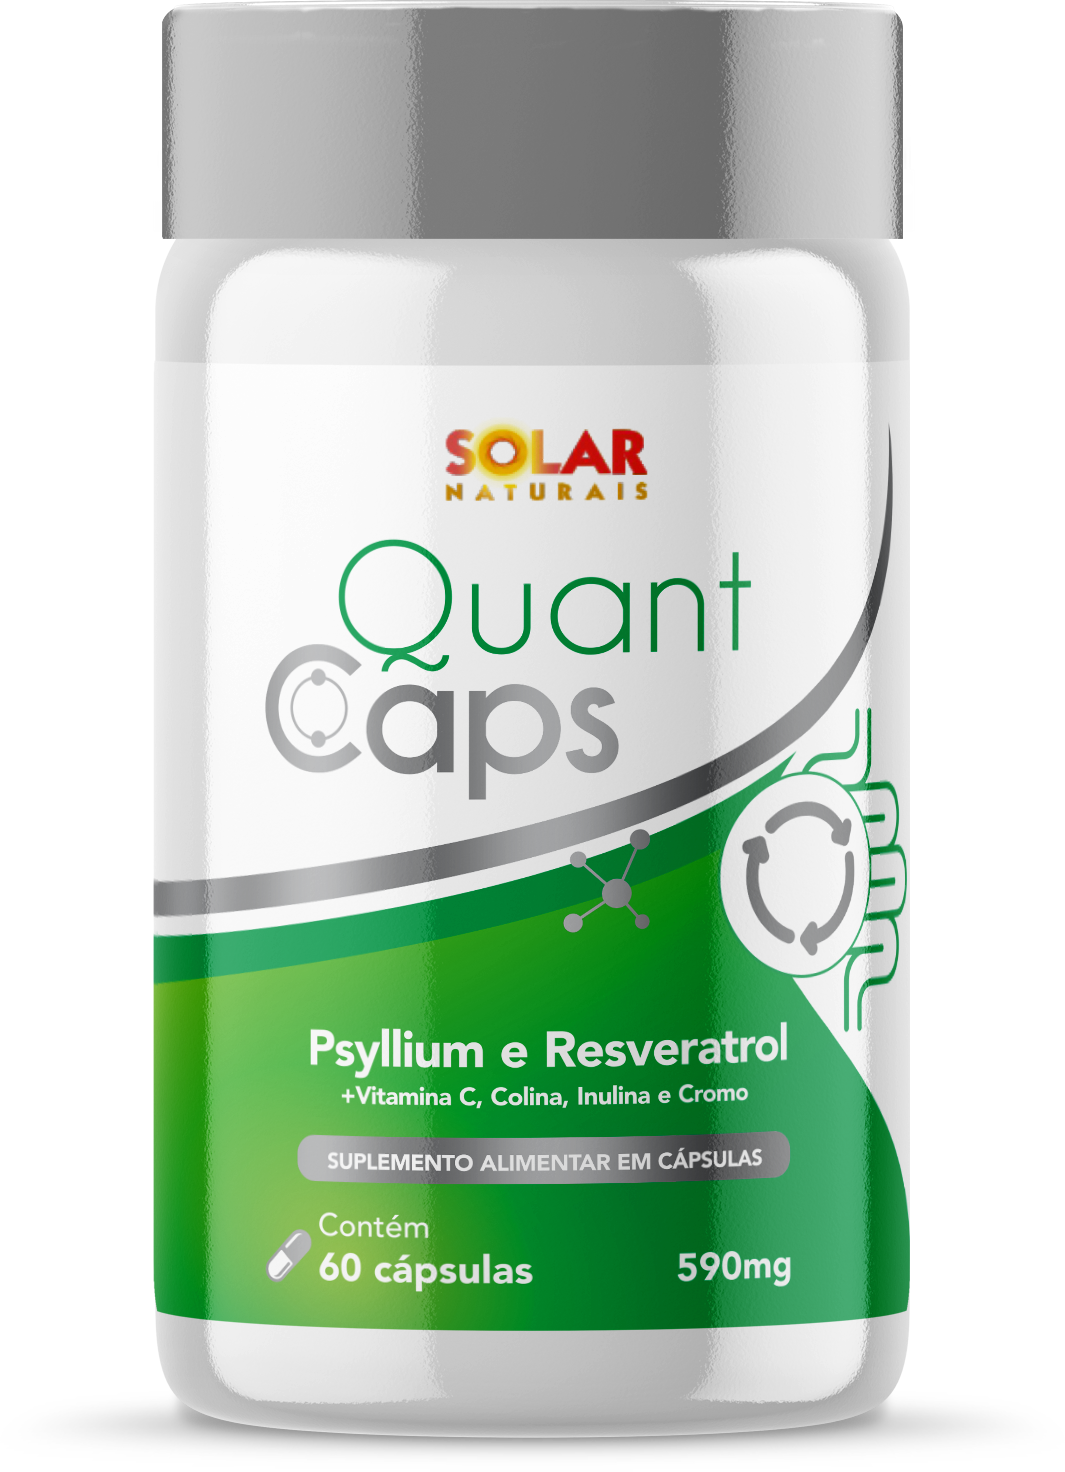 SOLAR
NATURAIS
Quant
Caps
Psyllium e Resveratrol
+Vitamina C, Colina, Inulina e Cromo
SUPLEMENTO ALIMENTAR EM CÁPSULAS
Contém
60 cápsulas
590mg